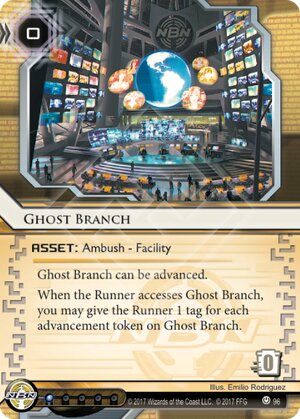 0
NBN
GHOST BRANCH
ASSET: Ambush - Facility
Ghost Branch can be advanced.
When the Runner accesses Ghost Branch,
you may give the Runner 1 tag for each
advancement token on Ghost Branch.
NBN
0
Illus. Emilio Rodriguez
NBN
© 2017 Wizards of the Coast LLC. © 2017 FFG
96